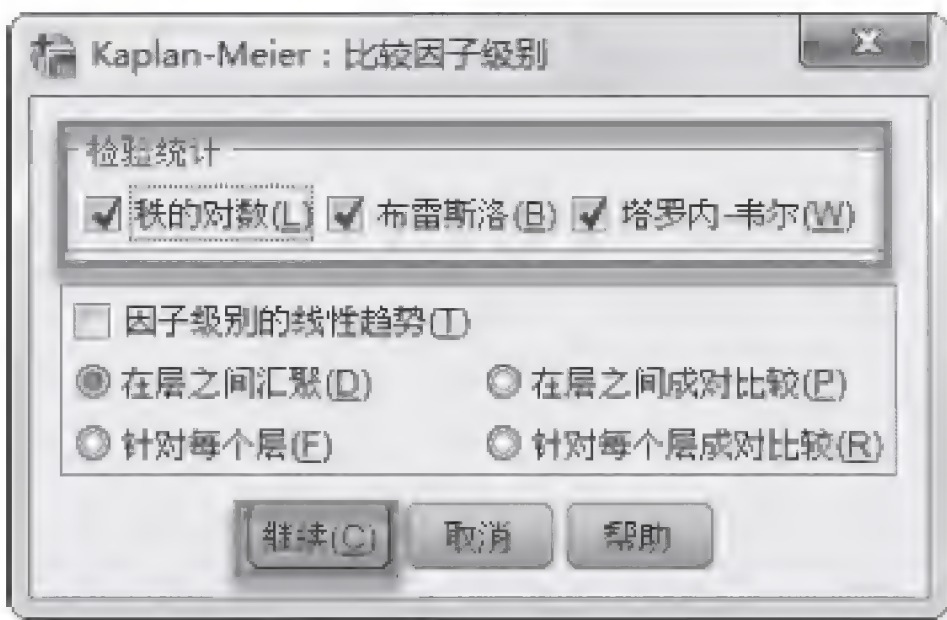 Kaplan-Meier：比较因子级别
检验统计
秩的对数(L) 布雷斯洛(B) 塔罗内-韦尔(W)
因子级别的线性趋势(T)
在层之间汇聚(D) 在层之间成对比较(P)
针对每个层(F) 针对每个层成对比较(R)
继续(C) 取消 帮助